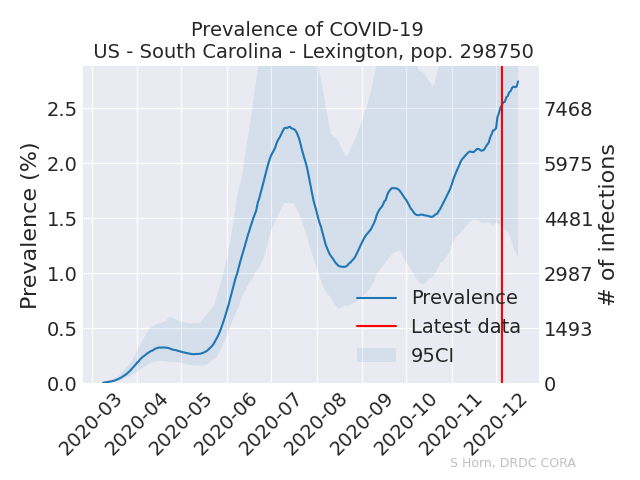 Prevalence of COVID-19
US - South Carolina - Lexington, pop. 298750
Prevalence (%)
2.5
2.0
1.5
1.0
0.5
0.0
7468
5975
4481
2987
1493
0
# of infections
Prevalence
Latest data
95CI
2020-03
2020-04
2020-05
2020-06
2020-07
2020-08
2020-09
2020-10
2020-11
2020-12
S Horn, DRDC CORA